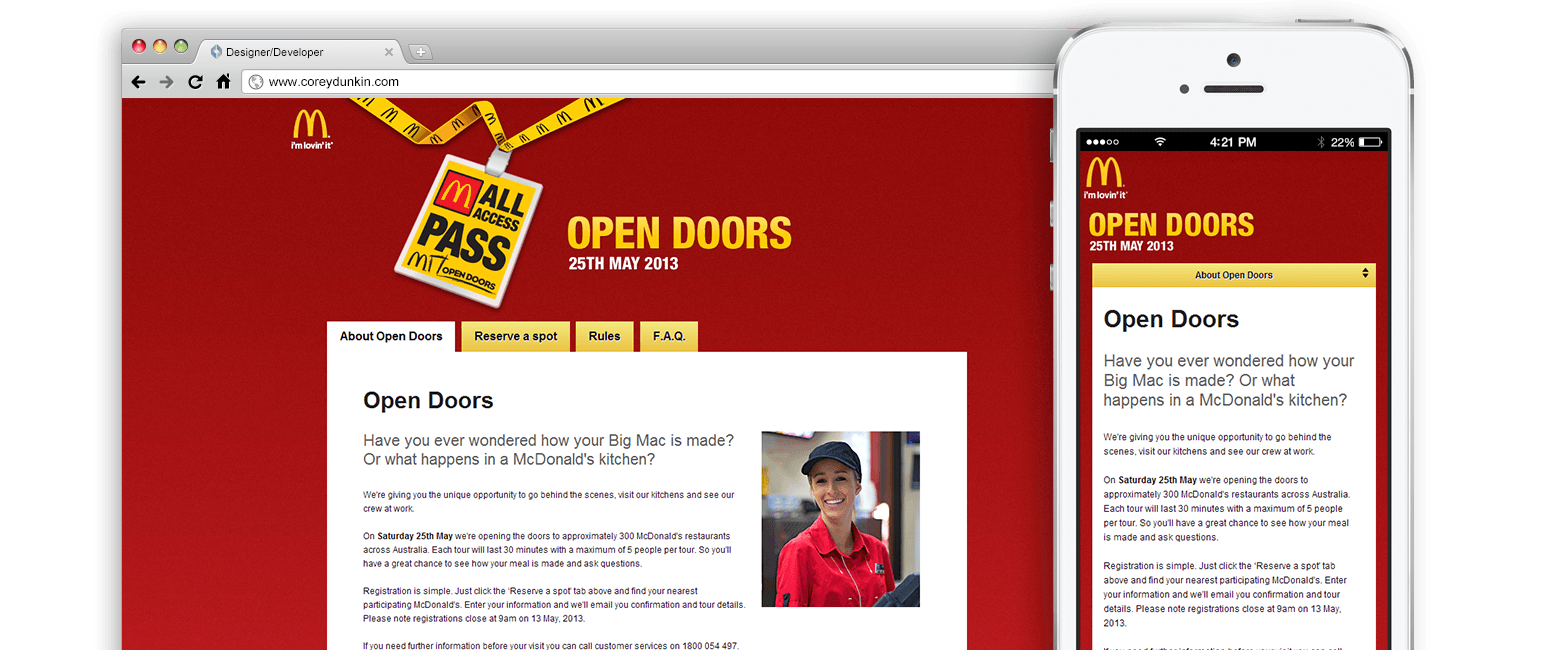 Designer/Developer
www.coreydunkin.com
i'm lovin' it®
ALL
ACCESS
PASS
MIT OPEN DOORS
OPEN DOORS
25TH MAY 2013
About Open Doors
Reserve a spot
Rules
F.A.Q.
Open Doors
Have you ever wondered how your Big Mac is made?
Or what happens in a McDonald's kitchen?
We're giving you the unique opportunity to go behind the scenes, visit our kitchens and see our
crew at work.
On Saturday 25th May we're opening the doors to approximately 300 McDonald's restaurants
across Australia. Each tour will last 30 minutes with a maximum of 5 people per tour. So you'll
have a great chance to see how your meal is made and ask questions.
Registration is simple. Just click the 'Reserve a spot' tab above and find your nearest
participating McDonald's. Enter your information and we'll email you confirmation and tour details.
Please note registrations close at 9am on 13 May, 2013.
If you need further information before your visit you can call customer services on 1800 054 497.
4:21 PM
22%
i'm lovin' it®
OPEN DOORS
25TH MAY 2013
About Open Doors
Open Doors
Have you ever wondered how your
Big Mac is made? Or what
happens in a McDonald's kitchen?
We're giving you the unique opportunity to go behind the
scenes, visit our kitchens and see our crew at work.
On Saturday 25th May we're opening the doors to
approximately 300 McDonald's restaurants across Australia.
Each tour will last 30 minutes with a maximum of 5 people
per tour. So you'll have a great chance to see how your meal
is made and ask questions.
Registration is simple. Just click the 'Reserve a spot' tab
above and find your nearest participating McDonald's. Enter
your information and we'll email you confirmation and tour
details. Please note registrations close at 9am on 13 May,
2013.
If you need further information before your visit you can call